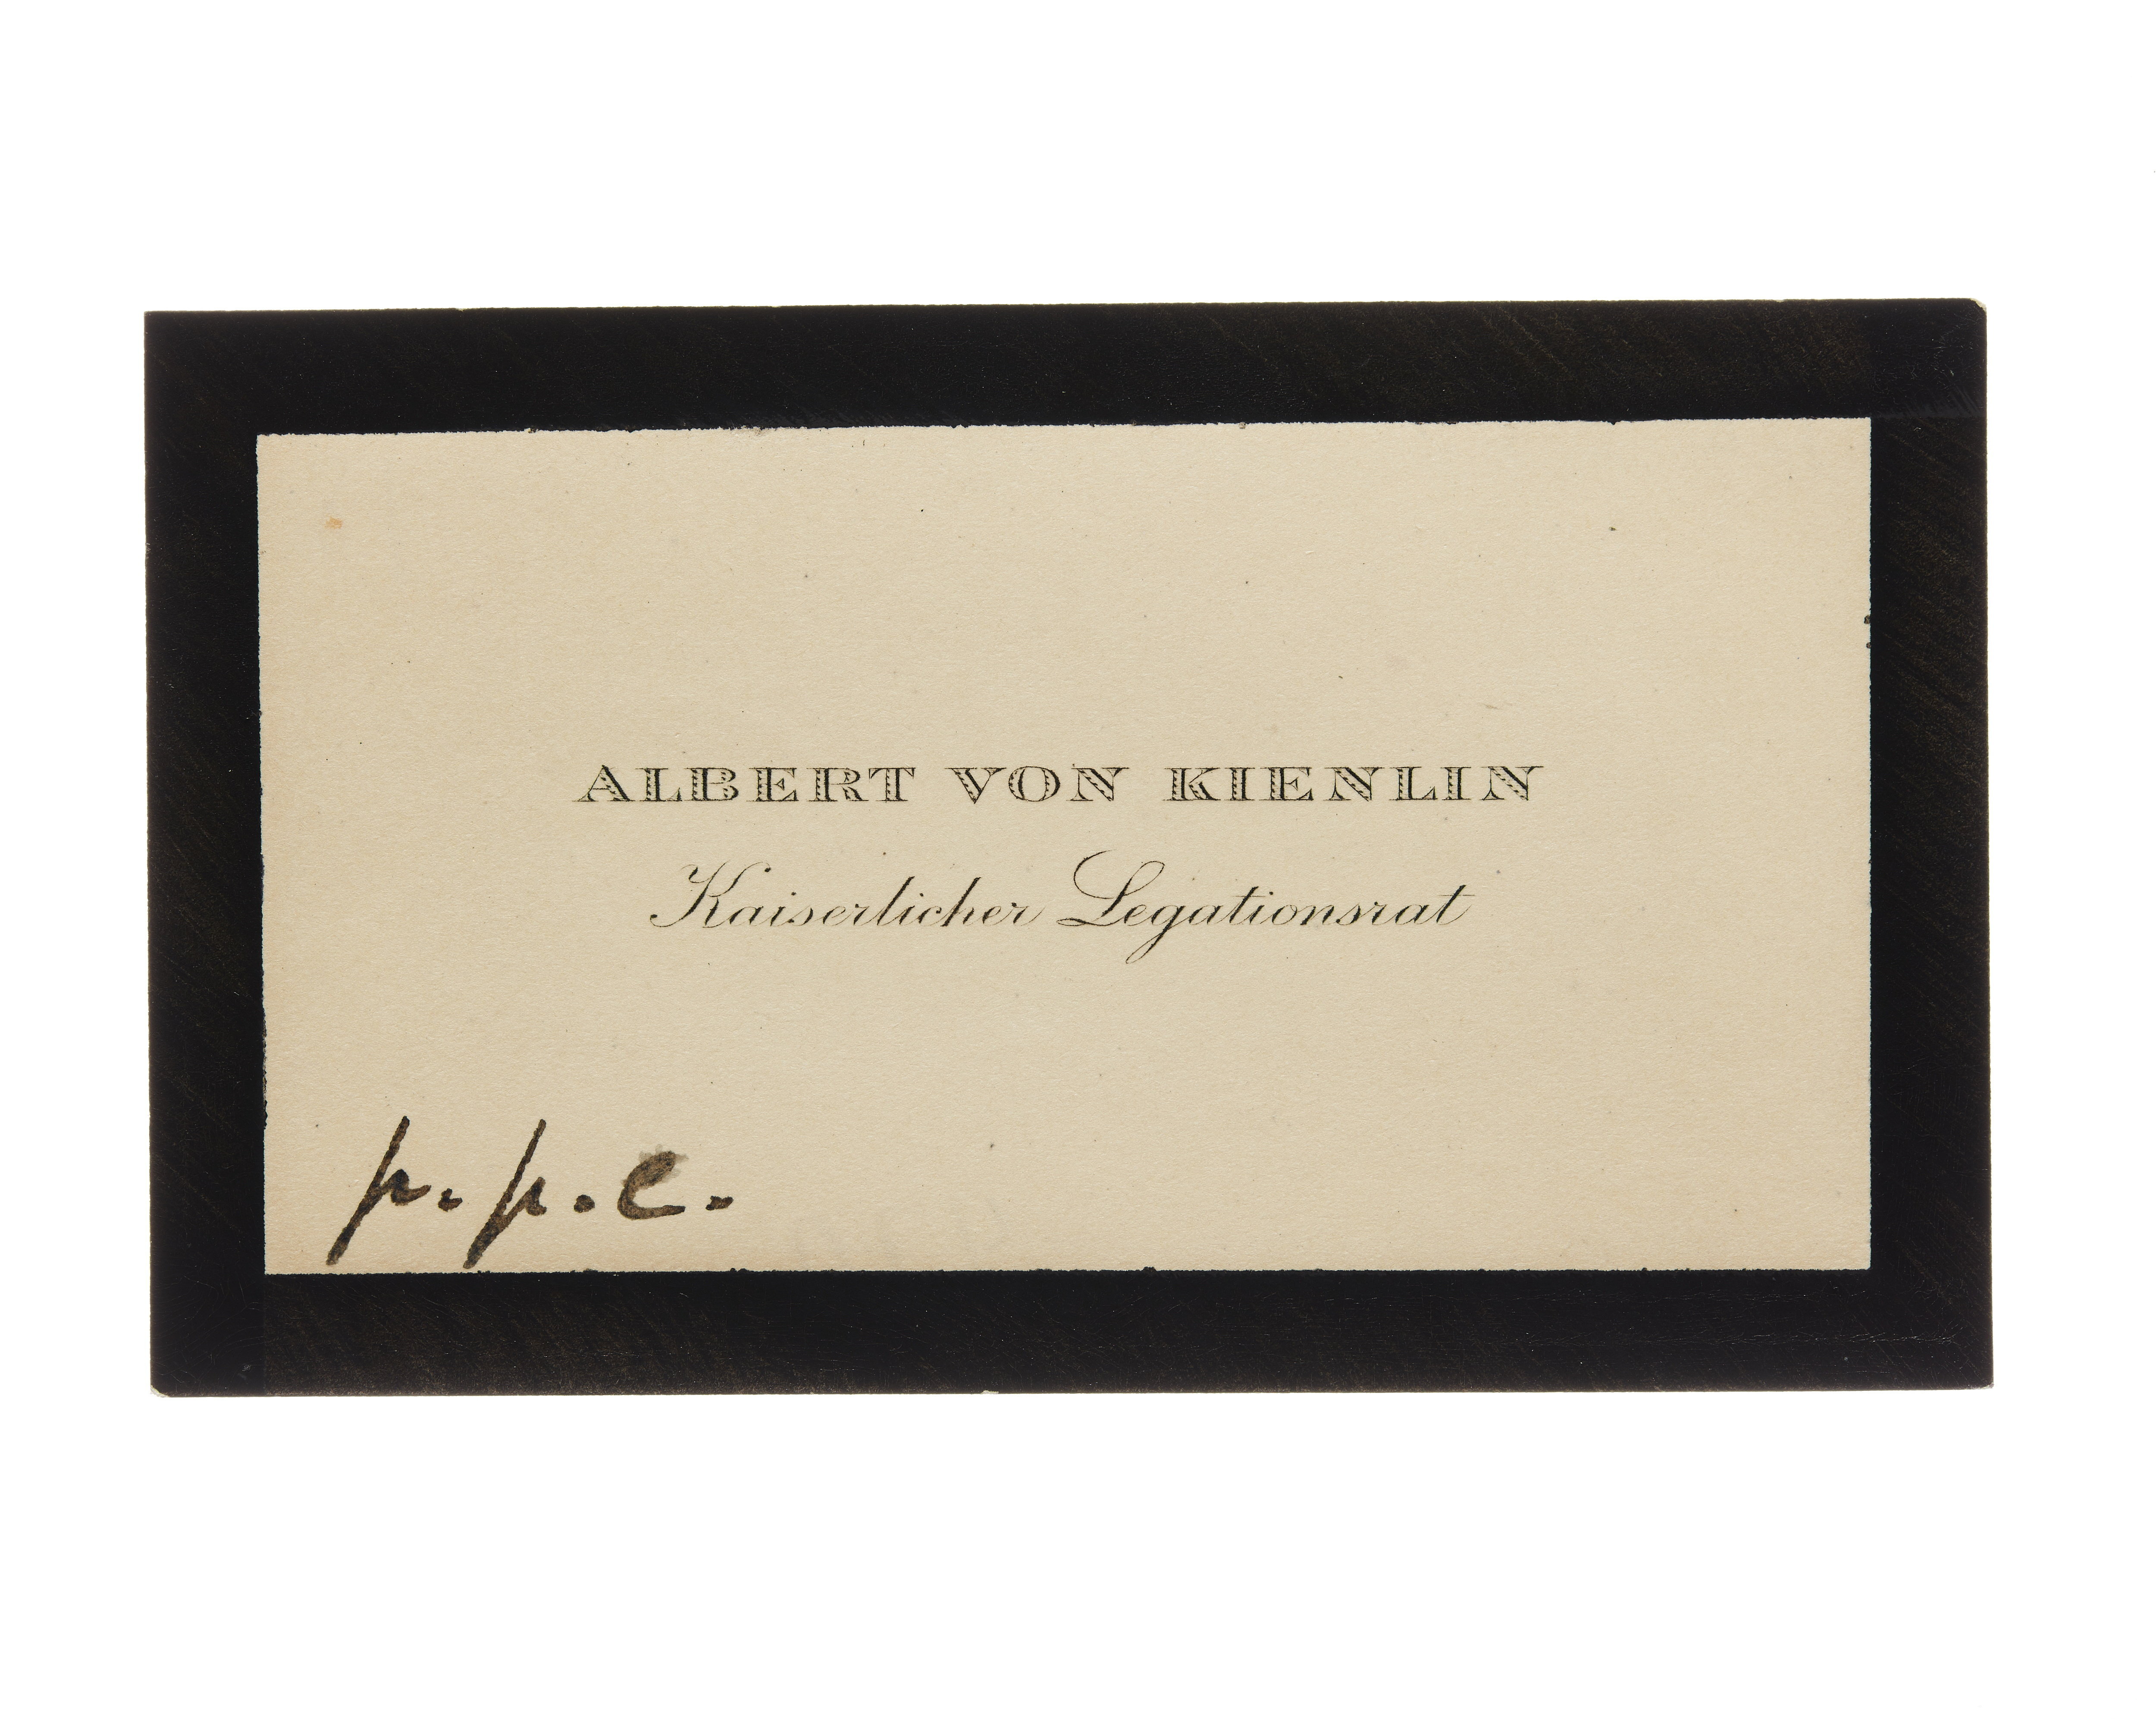 ALBERT VON KIENLIN
Kaiserlicher Legationsrat
p. p. c.